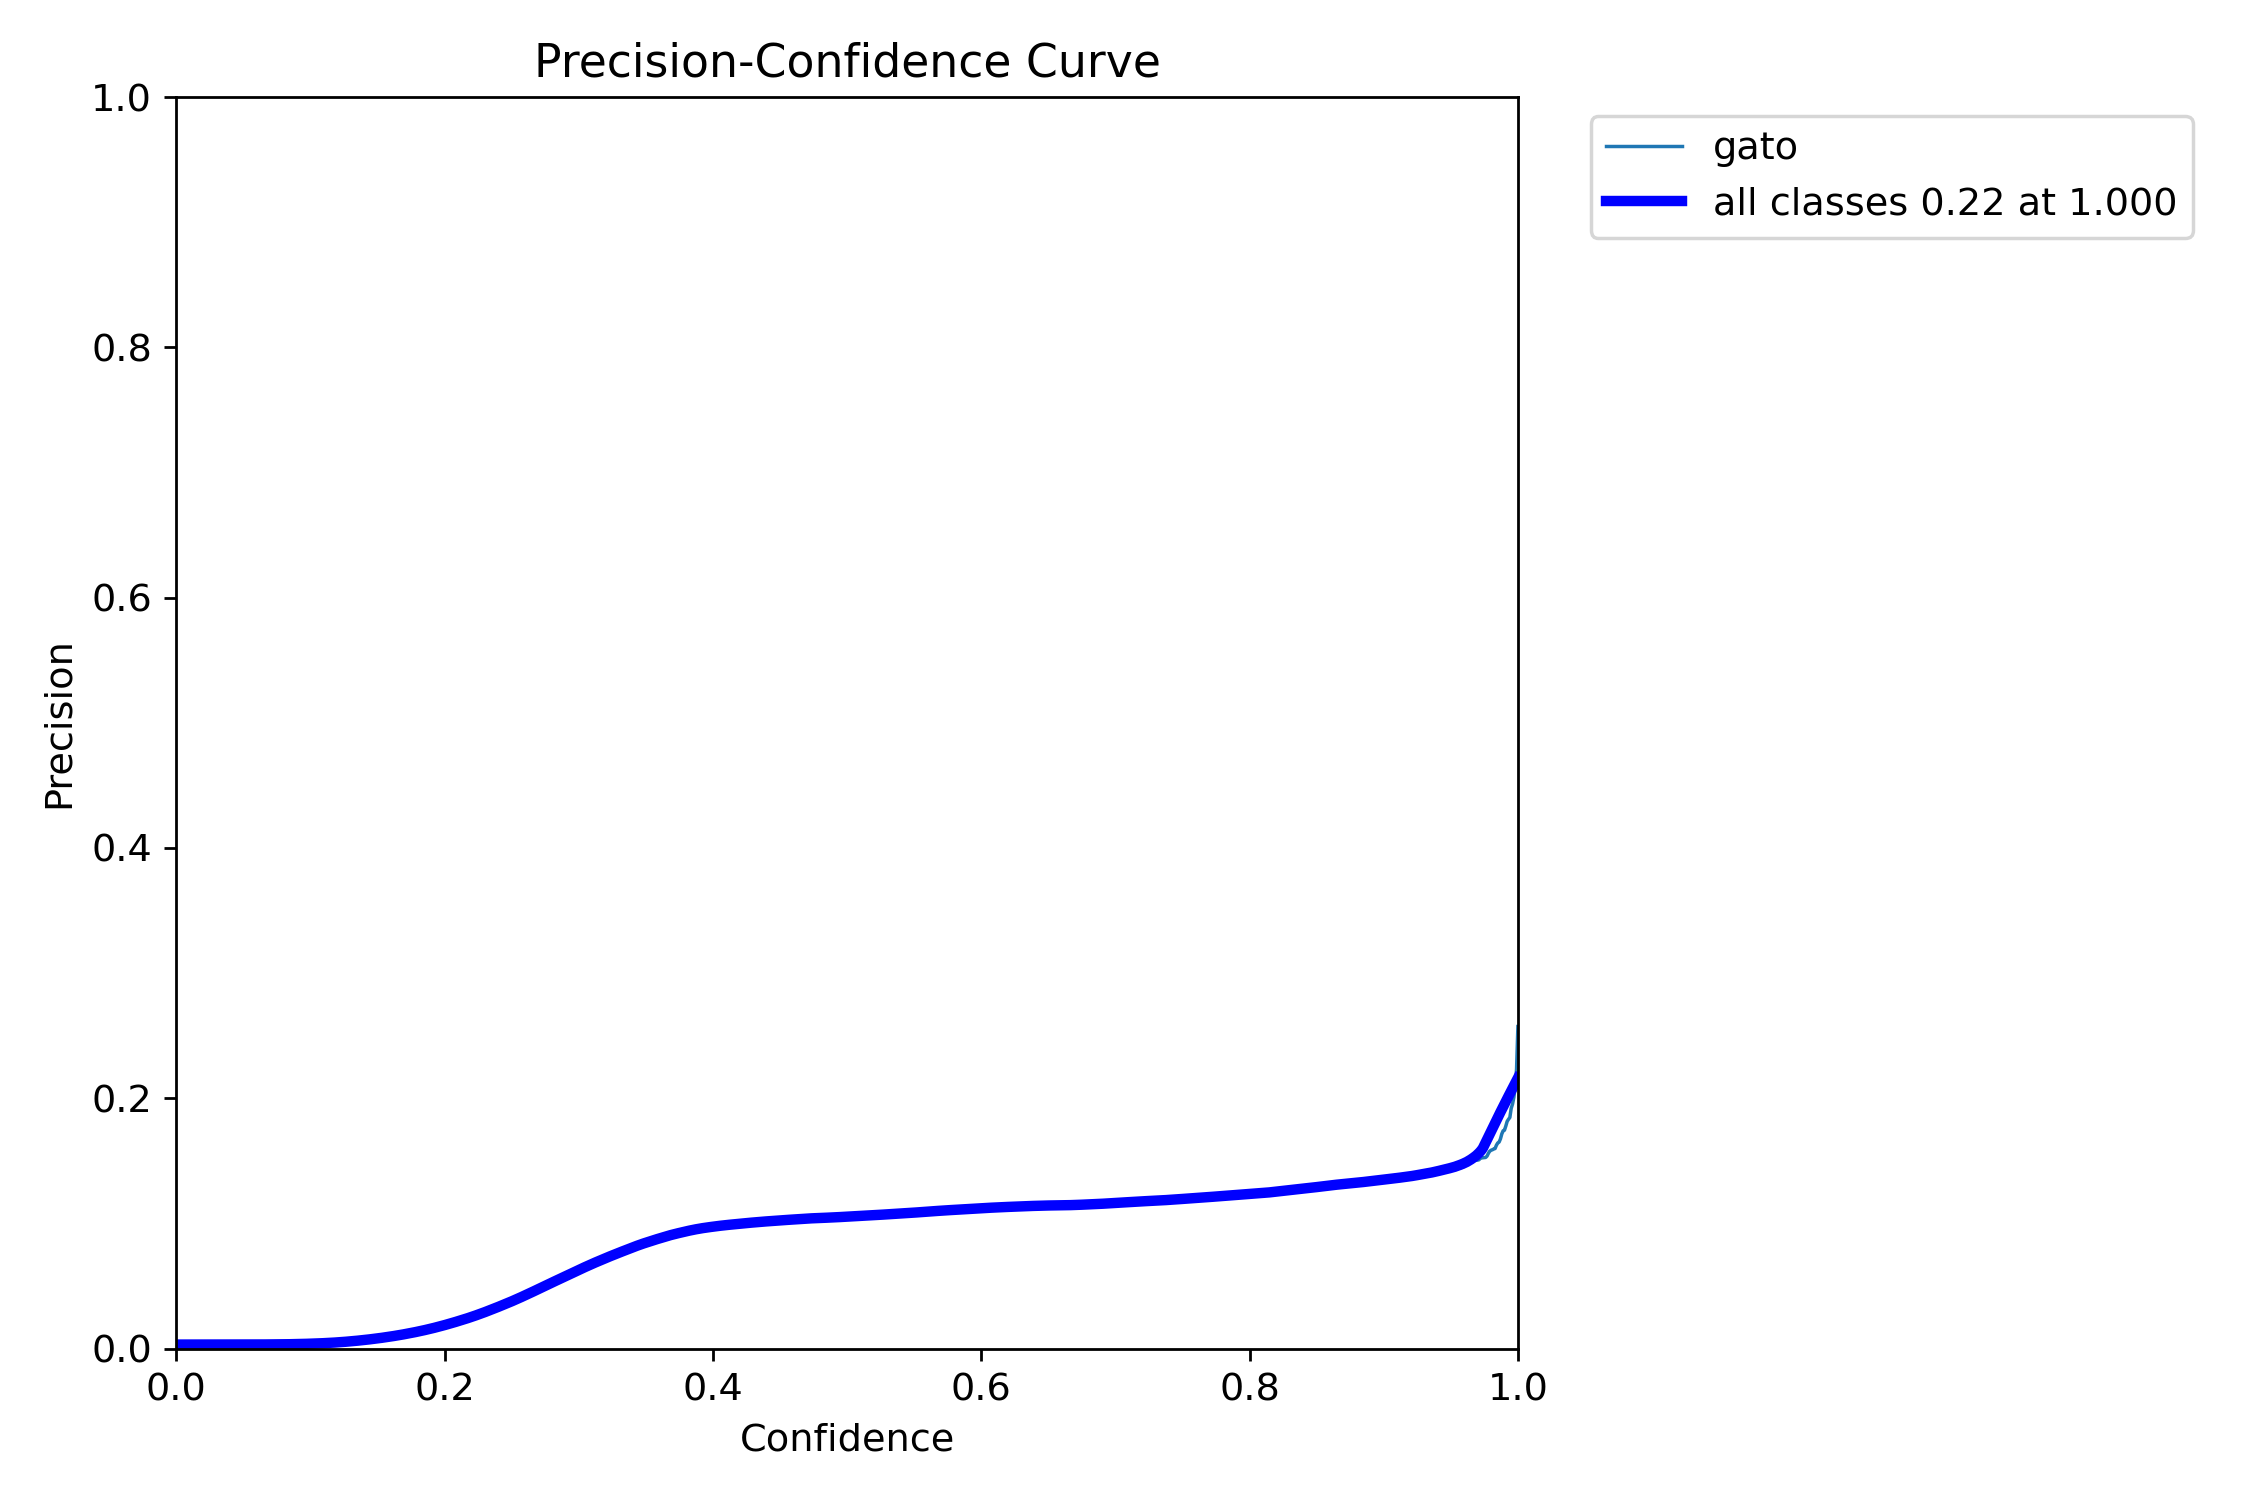 Precision-Confidence Curve
1.0
0.8
0.6
0.4
0.2
0.0
Precision
0.0 0.2 0.4 0.6 0.8 1.0
Confidence
gato
all classes 0.22 at 1.000